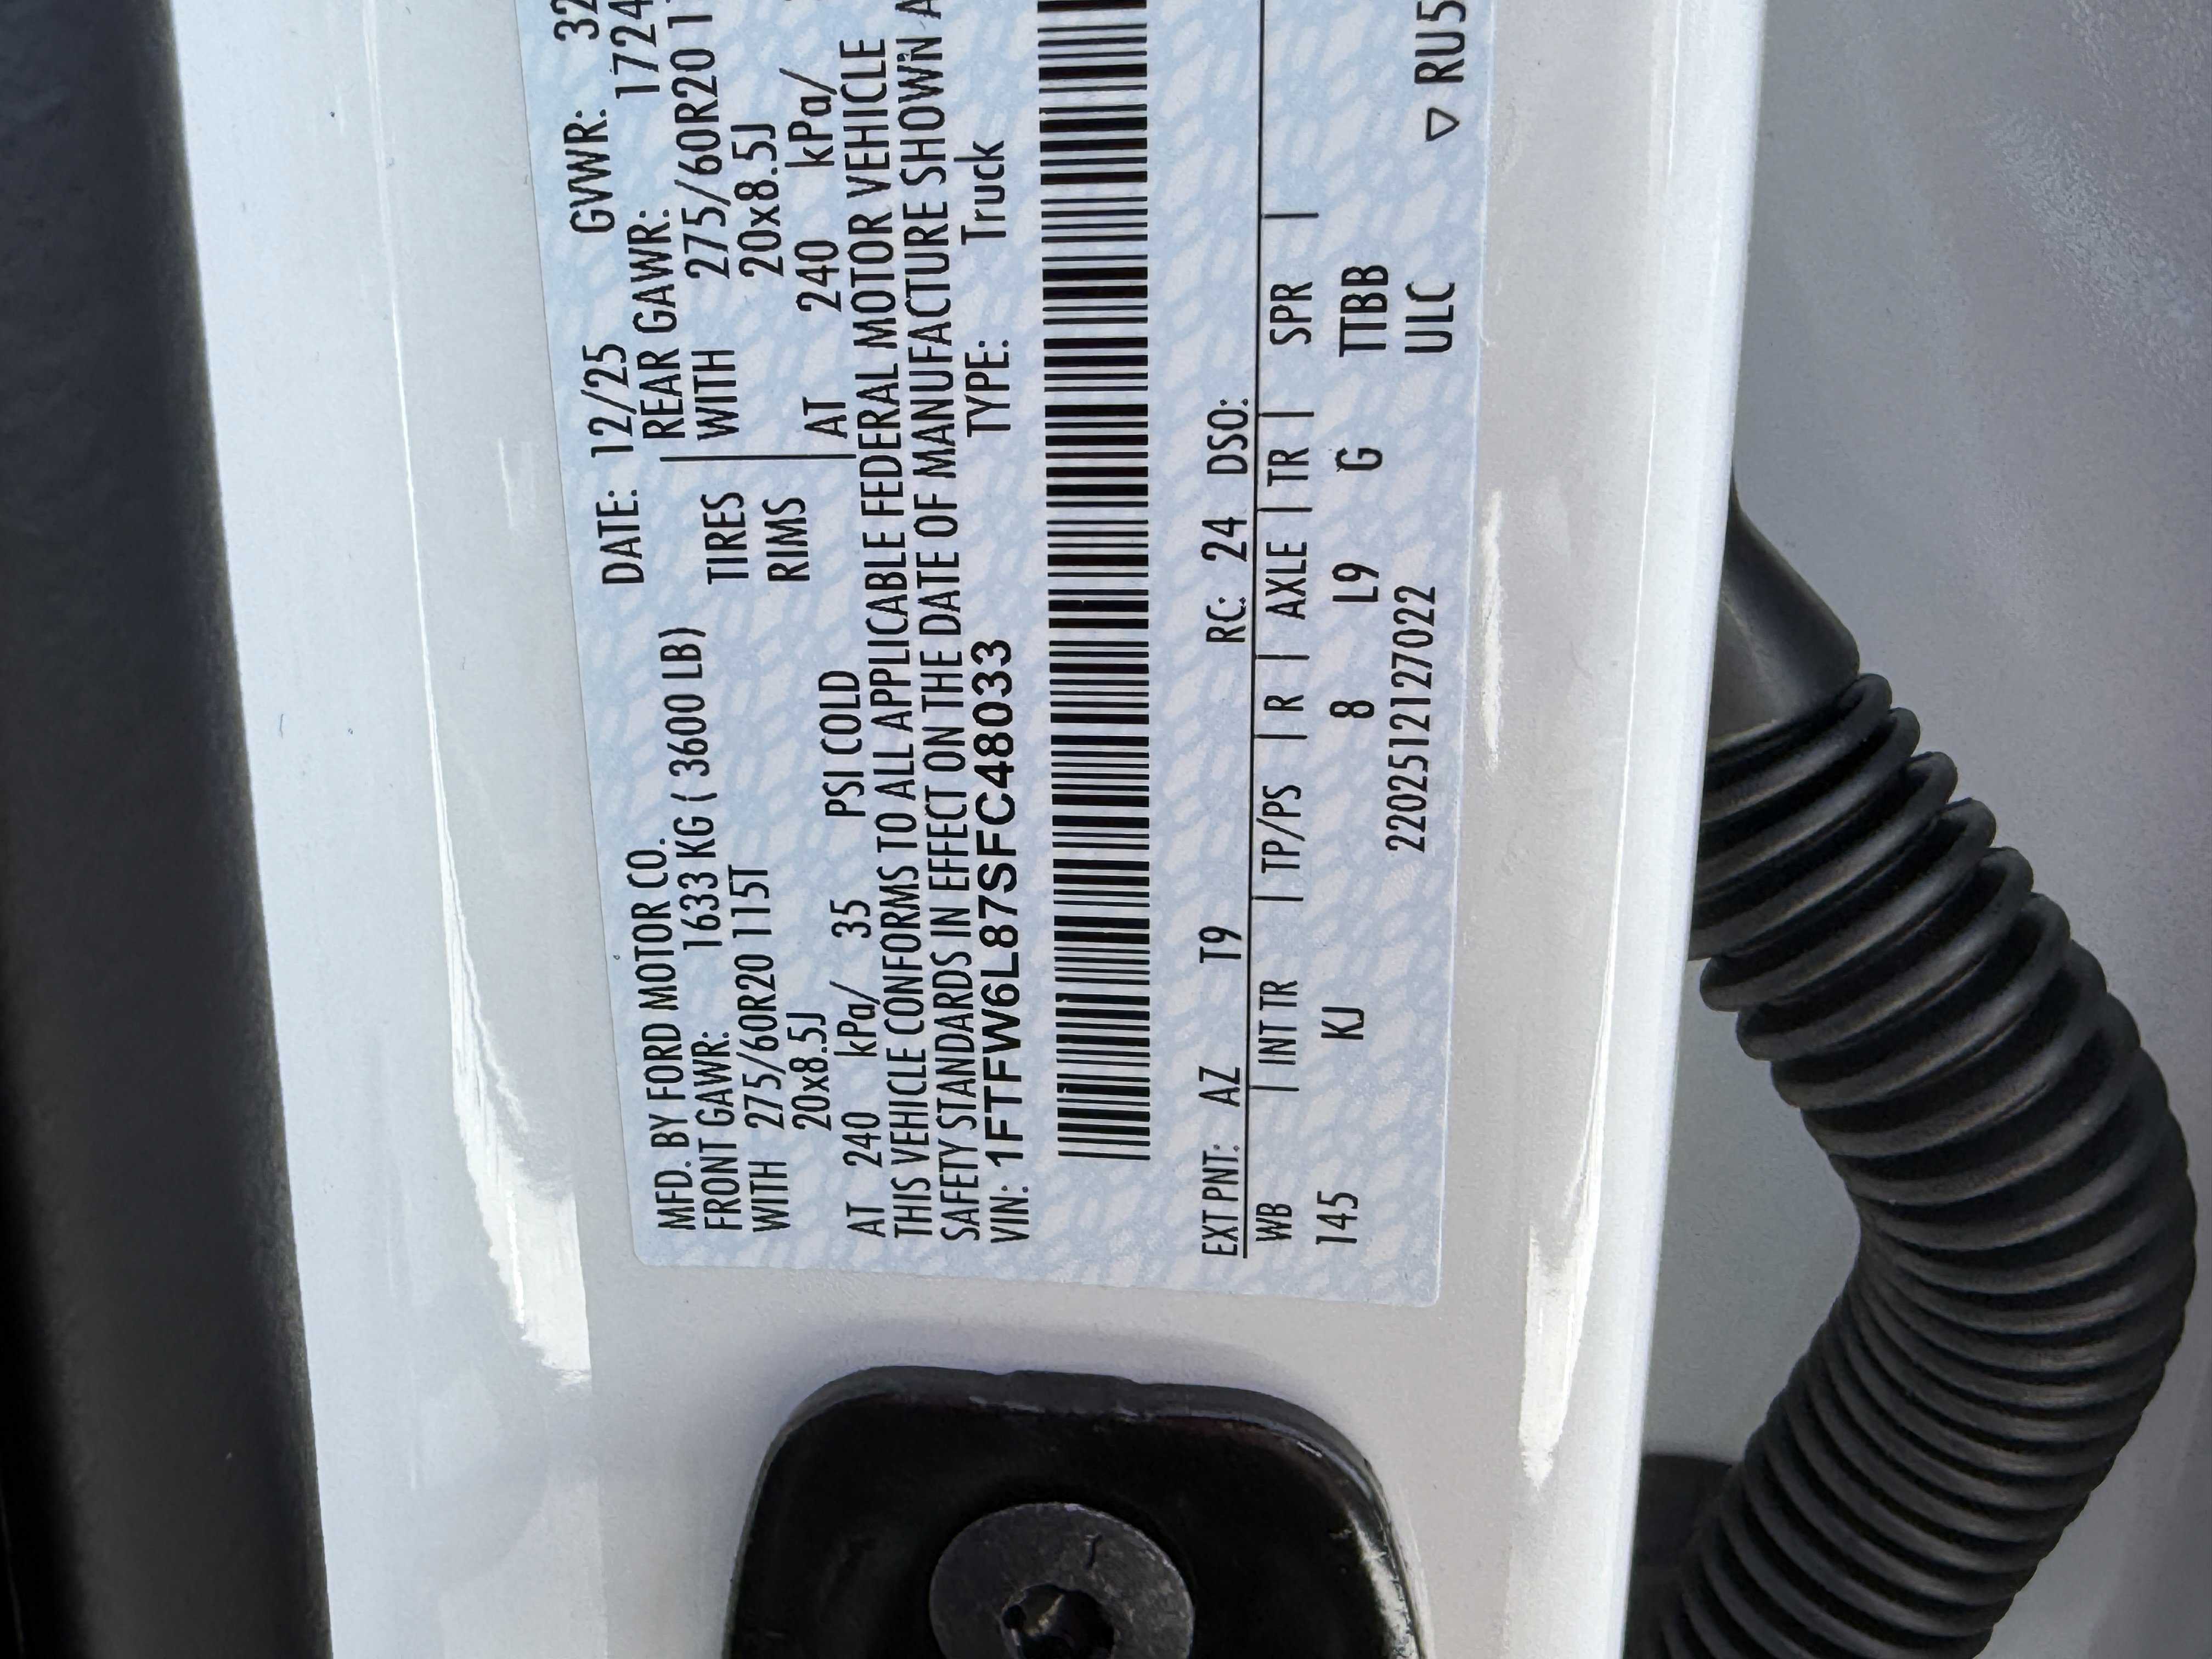 MFD. BY FORD MOTOR CO. DATE: 12/25 GVWR: 32
FRONT GAWR: 1633 KG ( 3600 LB) REAR GAWR: 1724
WITH 275/60R20 115T TIRES WITH 275/60R20 1
20x8.5J RIMS 20x8.5J
AT 240 kPa/ 35 PSI COLD AT 240 kPa/
THIS VEHICLE CONFORMS TO ALL APPLICABLE FEDERAL MOTOR VEHICLE
SAFETY STANDARDS IN EFFECT ON THE DATE OF MANUFACTURE SHOWN A
VIN: 1FTFW6L87SFC48033 TYPE: Truck
EXT PNT: AZ T9 RC: 24 DSO:
WB | INT TR | TP/PS | R | AXLE | TR | SPR |
145 KJ 8 L9 G TTBB
2202512127022 ULC ▽ RU5